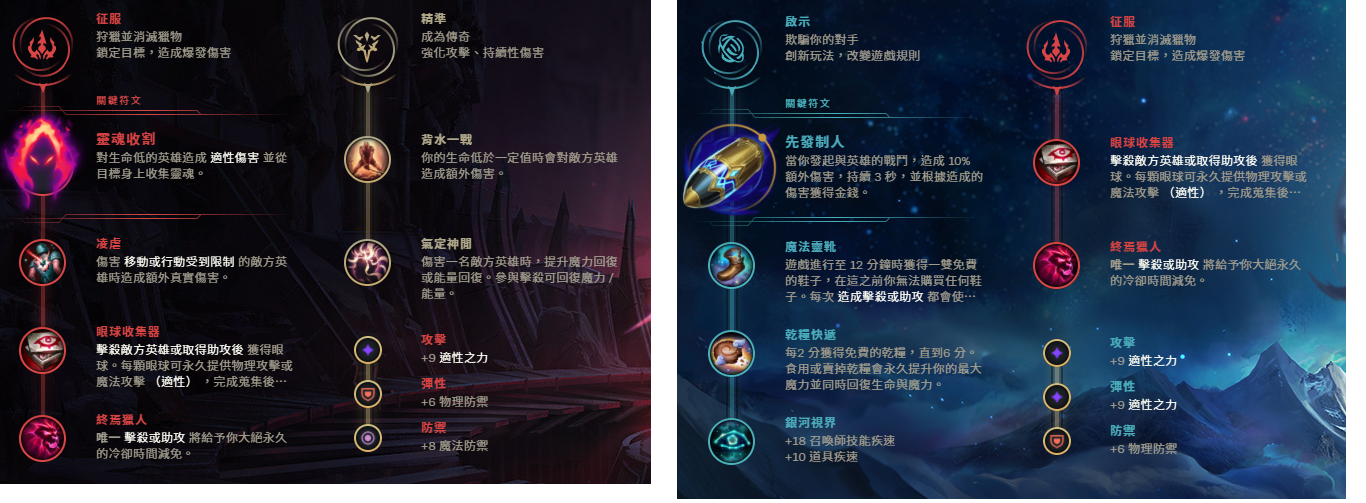 征服
狩獵並消滅獵物
鎖定目標，造成爆發傷害
關鍵符文
靈魂收割
對生命低的英雄造成 適性傷害 並從
目標身上收集靈魂。
凌虐
傷害 移動或行動受到限制 的敵方英
雄時造成額外真實傷害。
眼球收集器
擊殺敵方英雄或取得助攻後 獲得眼
球。每顆眼球可永久提供物理攻擊或
魔法攻擊 （適性） ，完成蒐集後…
終焉獵人
唯一 擊殺或助攻 將給予你大絕永久
的冷卻時間減免。
精準
成為傳奇
強化攻擊、持續性傷害
背水一戰
你的生命低於一定值時會對敵方英雄
造成額外傷害。
氣定神閒
傷害一名敵方英雄時，提升魔力回復
或能量回復。參與擊殺可回復魔力 /
能量。
攻擊
+9 適性之力
彈性
+6 物理防禦
防禦
+8 魔法防禦
啟示
欺騙你的對手
創新玩法，改變遊戲規則
關鍵符文
先發制人
當你發起與英雄的戰鬥，造成 10%
額外傷害，持續 3 秒，並根據造成的
傷害獲得金錢。
魔法靈靴
遊戲進行至 12 分鐘時獲得一雙免費
的鞋子，在這之前你無法購買任何鞋
子。每次 造成擊殺或助攻 都會使…
乾糧快遞
每2 分獲得免費的乾糧，直到6 分。
食用或賣掉乾糧會永久提升你的最大
魔力並同時回復生命與魔力。
銀河視界
+18 召喚師技能疾速
+10 道具疾速
征服
狩獵並消滅獵物
鎖定目標，造成爆發傷害
眼球收集器
擊殺敵方英雄或取得助攻後 獲得眼
球。每顆眼球可永久提供物理攻擊或
魔法攻擊 （適性） ，完成蒐集後…
終焉獵人
唯一 擊殺或助攻 將給予你大絕永久
的冷卻時間減免。
攻擊
+9 適性之力
彈性
+9 適性之力
防禦
+6 物理防禦